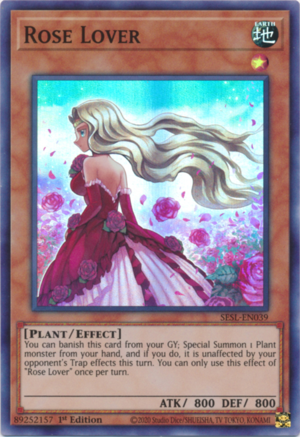 ROSE LOVER
EARTH
地
SESL-EN039
[PLANT/EFFECT]
You can banish this card from your GY; Special Summon 1 Plant
monster from your hand, and if you do, it is unaffected by your
opponent's Trap effects this turn. You can only use this effect of
"Rose Lover" once per turn.
ATK/ 800 DEF/ 800
89252157 1st Edition ©2020 Studio Dice/SHUEISHA, TV TOKYO, KONAMI